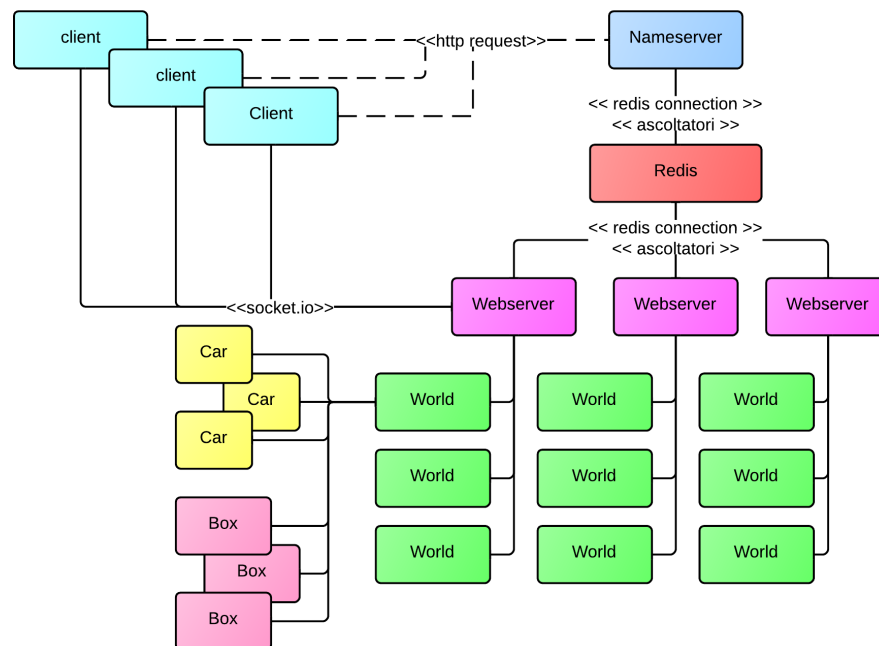 client
<<http request>>
Nameserver
client
Client
<< redis connection >>
<< ascoltatori >>
Redis
<< redis connection >>
<< ascoltatori >>
<<socket.io>>
Webserver
Webserver
Webserver
Car
Car
Car
World
World
World
World
World
World
World
World
World
Box
Box
Box